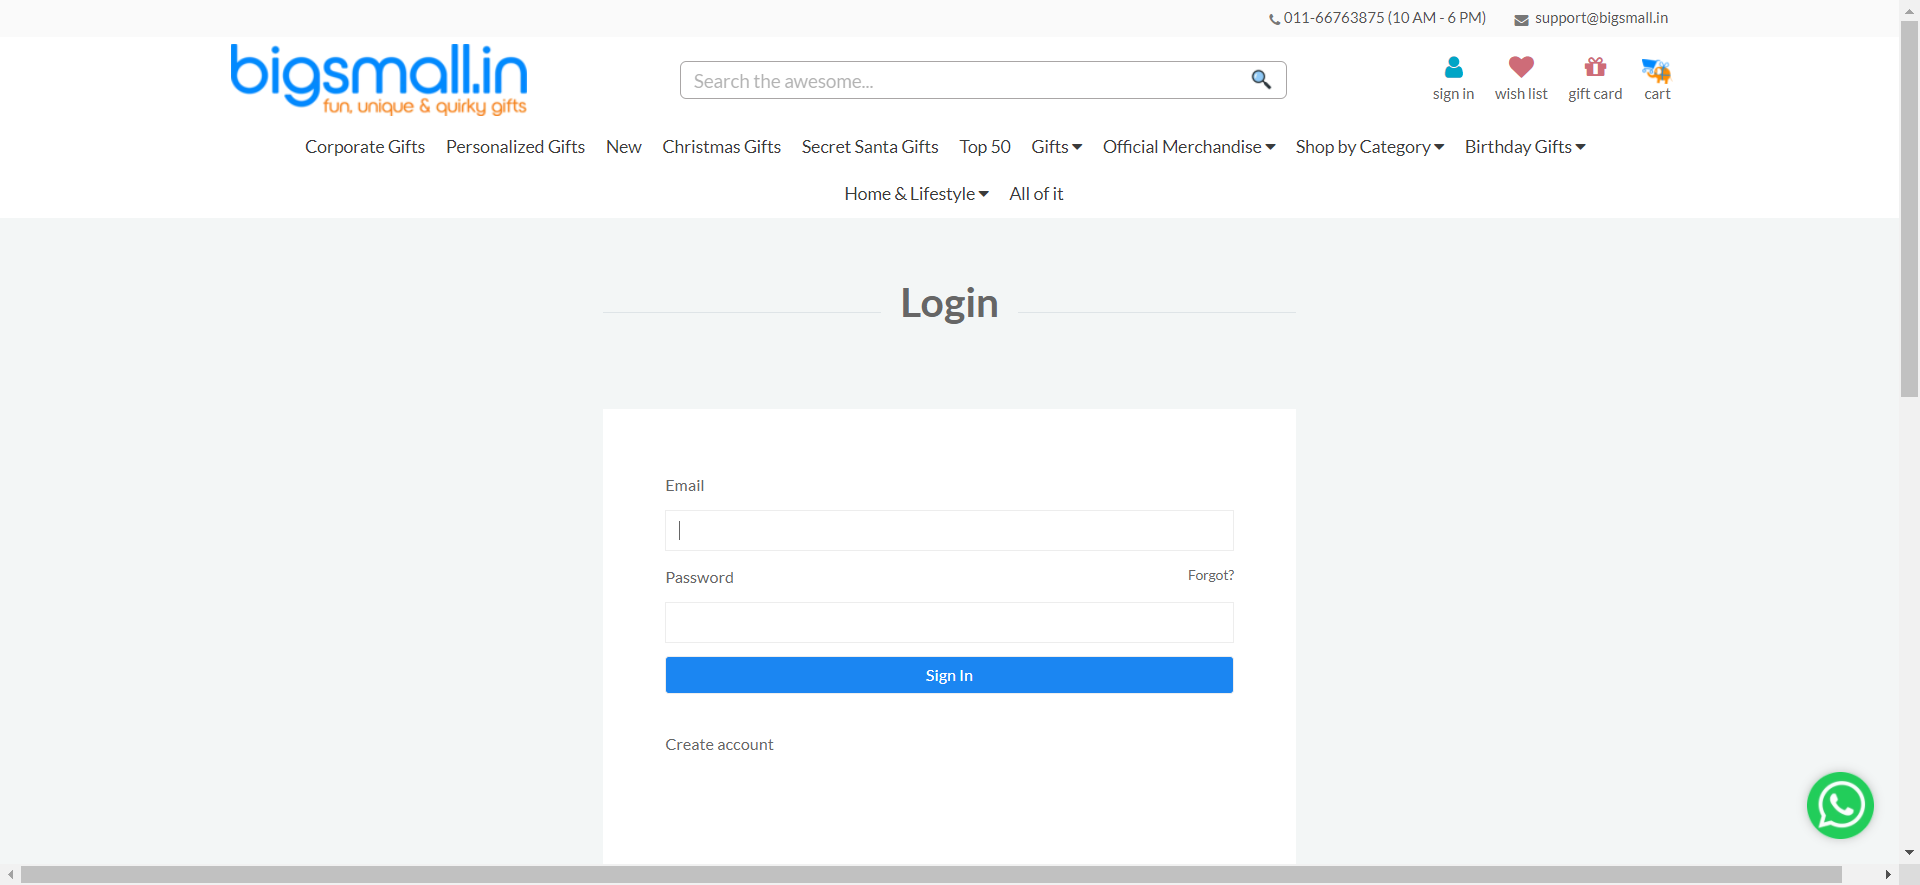 011-66763875 (10 AM - 6 PM) support@bigsmall.in
bigsmall.in
fun, unique & quirky gifts
Search the awesome...
sign in wish list gift card cart
Corporate Gifts Personalized Gifts New Christmas Gifts Secret Santa Gifts Top 50 Gifts Official Merchandise Shop by Category Birthday Gifts
Home & Lifestyle All of it
Login
Email
Password Forgot?
Sign In
Create account